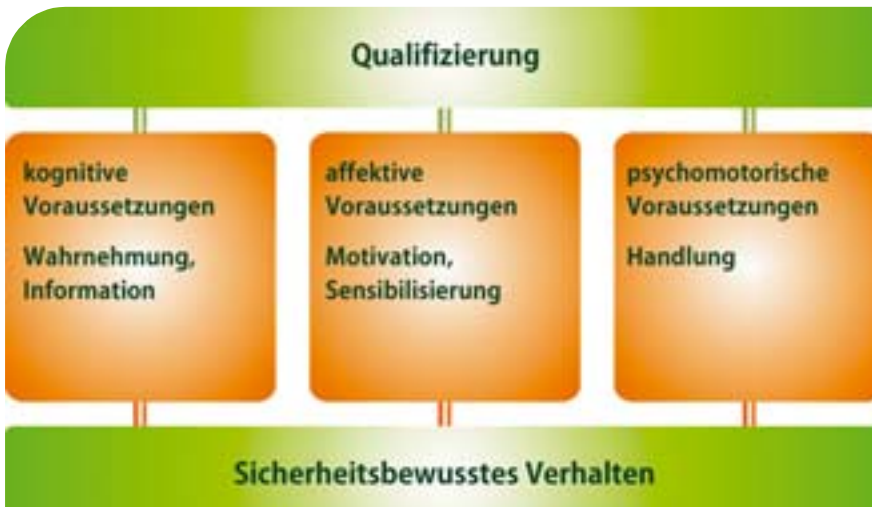 Qualifizierung
kognitive
Voraussetzungen
Wahrnehmung,
Information
affektive
Voraussetzungen
Motivation,
Sensibilisierung
psychomotorische
Voraussetzungen
Handlung
Sicherheitsbewusstes Verhalten